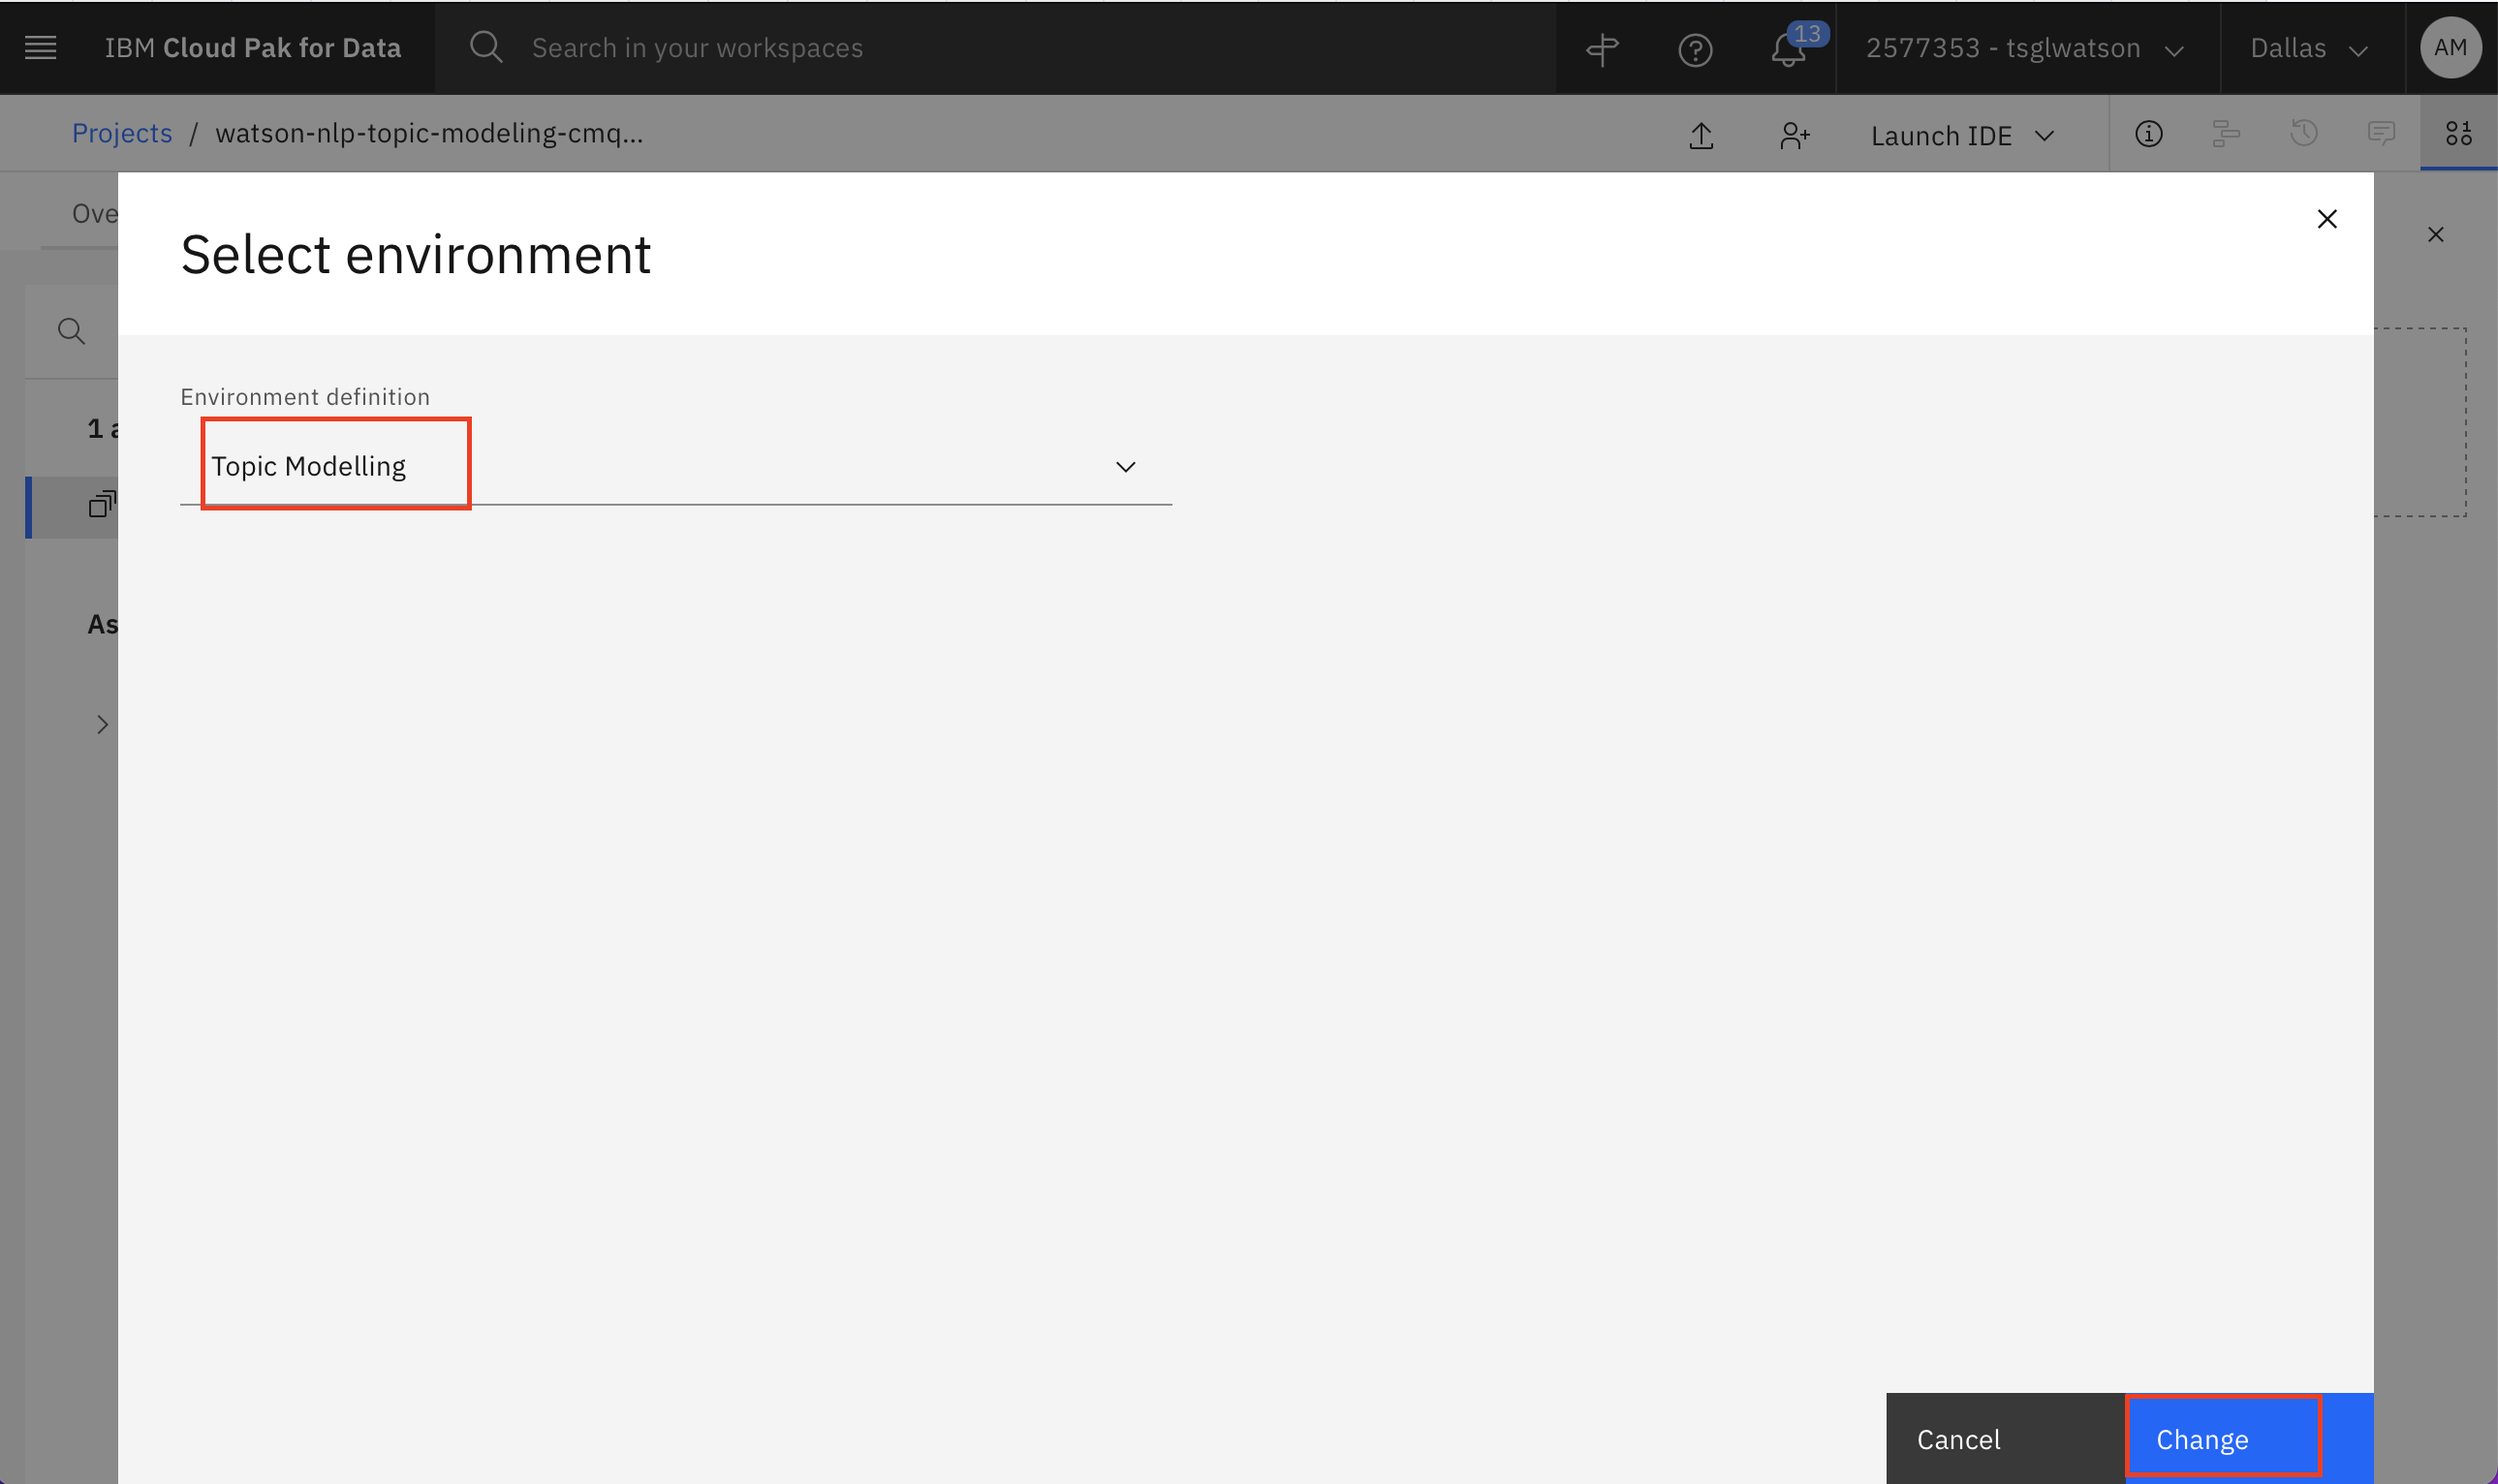 IBM Cloud Pak for Data
Search in your workspaces
13
2577353 - tsglwatson
Dallas
AM
Projects / watson-nlp-topic-modeling-cmq...
Launch IDE
Ove
Select environment
Environment definition
1 a
Topic Modelling
As
Cancel
Change